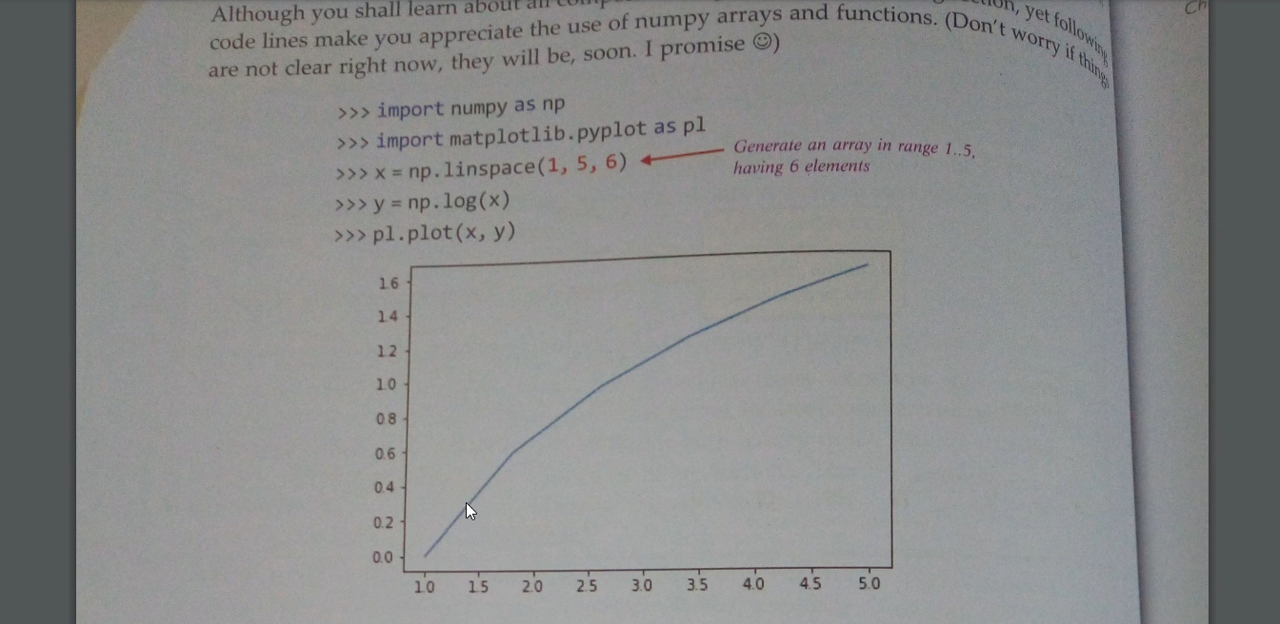 Although you shall learn about all
code lines make you appreciate the use of numpy arrays and functions. (Don't worry if things
are not clear right now, they will be, soon. I promise ☺)
yet following
>>> import numpy as np
>>> import matplotlib.pyplot as pl
>>> x = np.linspace(1, 5, 6)
Generate an array in range 1..5,
having 6 elements
>>> y = np.log(x)
>>> pl.plot(x, y)
1.6
1.4
1.2
1.0
0.8
0.6
0.4
0.2
0.0
1.0 1.5 2.0 2.5 3.0 3.5 4.0 4.5 5.0